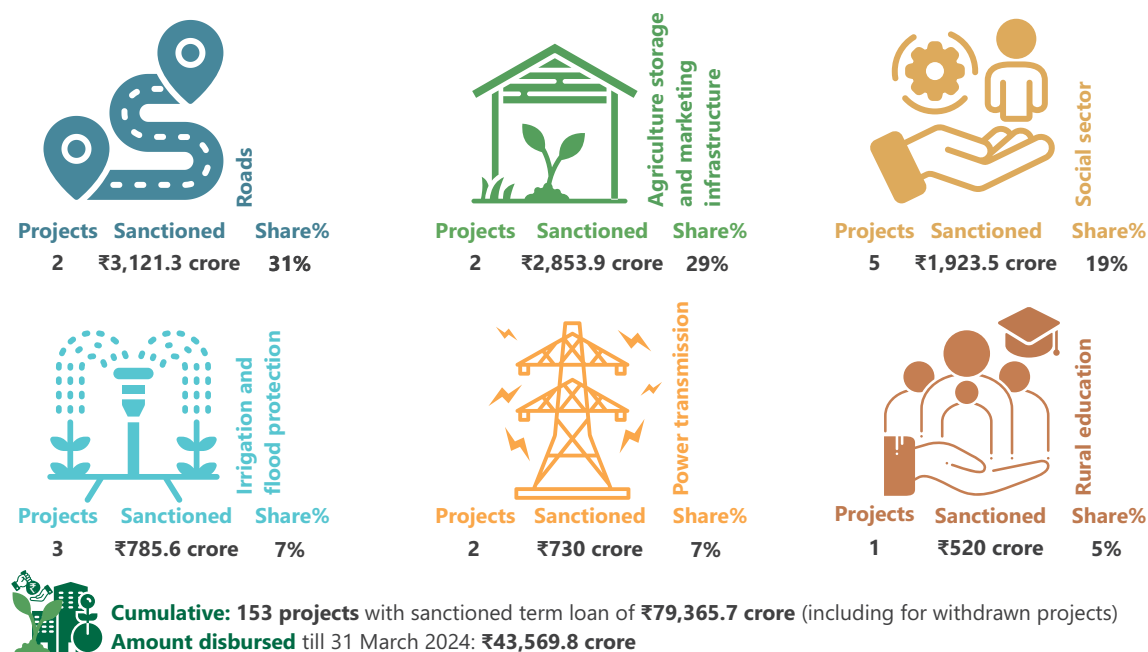 Roads
Projects Sanctioned Share%
2 ₹3,121.3 crore 31%
Agriculture storage
and marketing
infrastructure
Projects Sanctioned Share%
2 ₹2,853.9 crore 29%
Social sector
Projects Sanctioned Share%
5 ₹1,923.5 crore 19%
Irrigation and
flood protection
Projects Sanctioned Share%
3 ₹785.6 crore 7%
Power transmission
Projects Sanctioned Share%
2 ₹730 crore 7%
Rural education
Projects Sanctioned Share%
1 ₹520 crore 5%
Cumulative: 153 projects with sanctioned term loan of ₹79,365.7 crore (including for withdrawn projects)
Amount disbursed till 31 March 2024: ₹43,569.8 crore